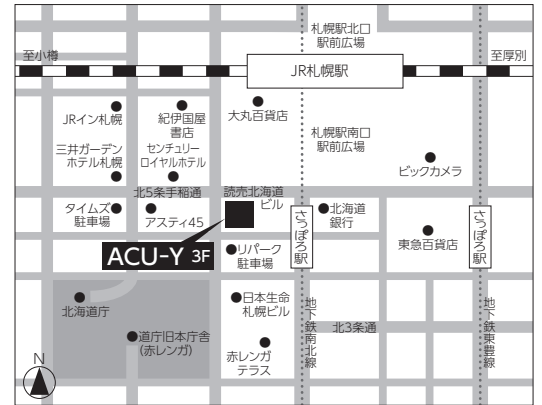 札幌駅北口
駅前広場
至小樽
至厚別
JR札幌駅
JRイン札幌
紀伊国屋
書店
大丸百貨店
札幌駅南口
駅前広場
三井ガーデン
ホテル札幌
センチュリー
ロイヤルホテル
ビックカメラ
北5条手稲通
読売北海道
ビル
タイムズ
駐車場
アスティ45
北海道
銀行
さっぽろ駅
東急百貨店
さっぽろ駅
ACU-Y 3F
リパーク
駐車場
北海道庁
日本生命
札幌ビル
道庁旧本庁舎
(赤レンガ)
赤レンガ
テラス
地下鉄南北線
北3条通
地下鉄東豊線
N